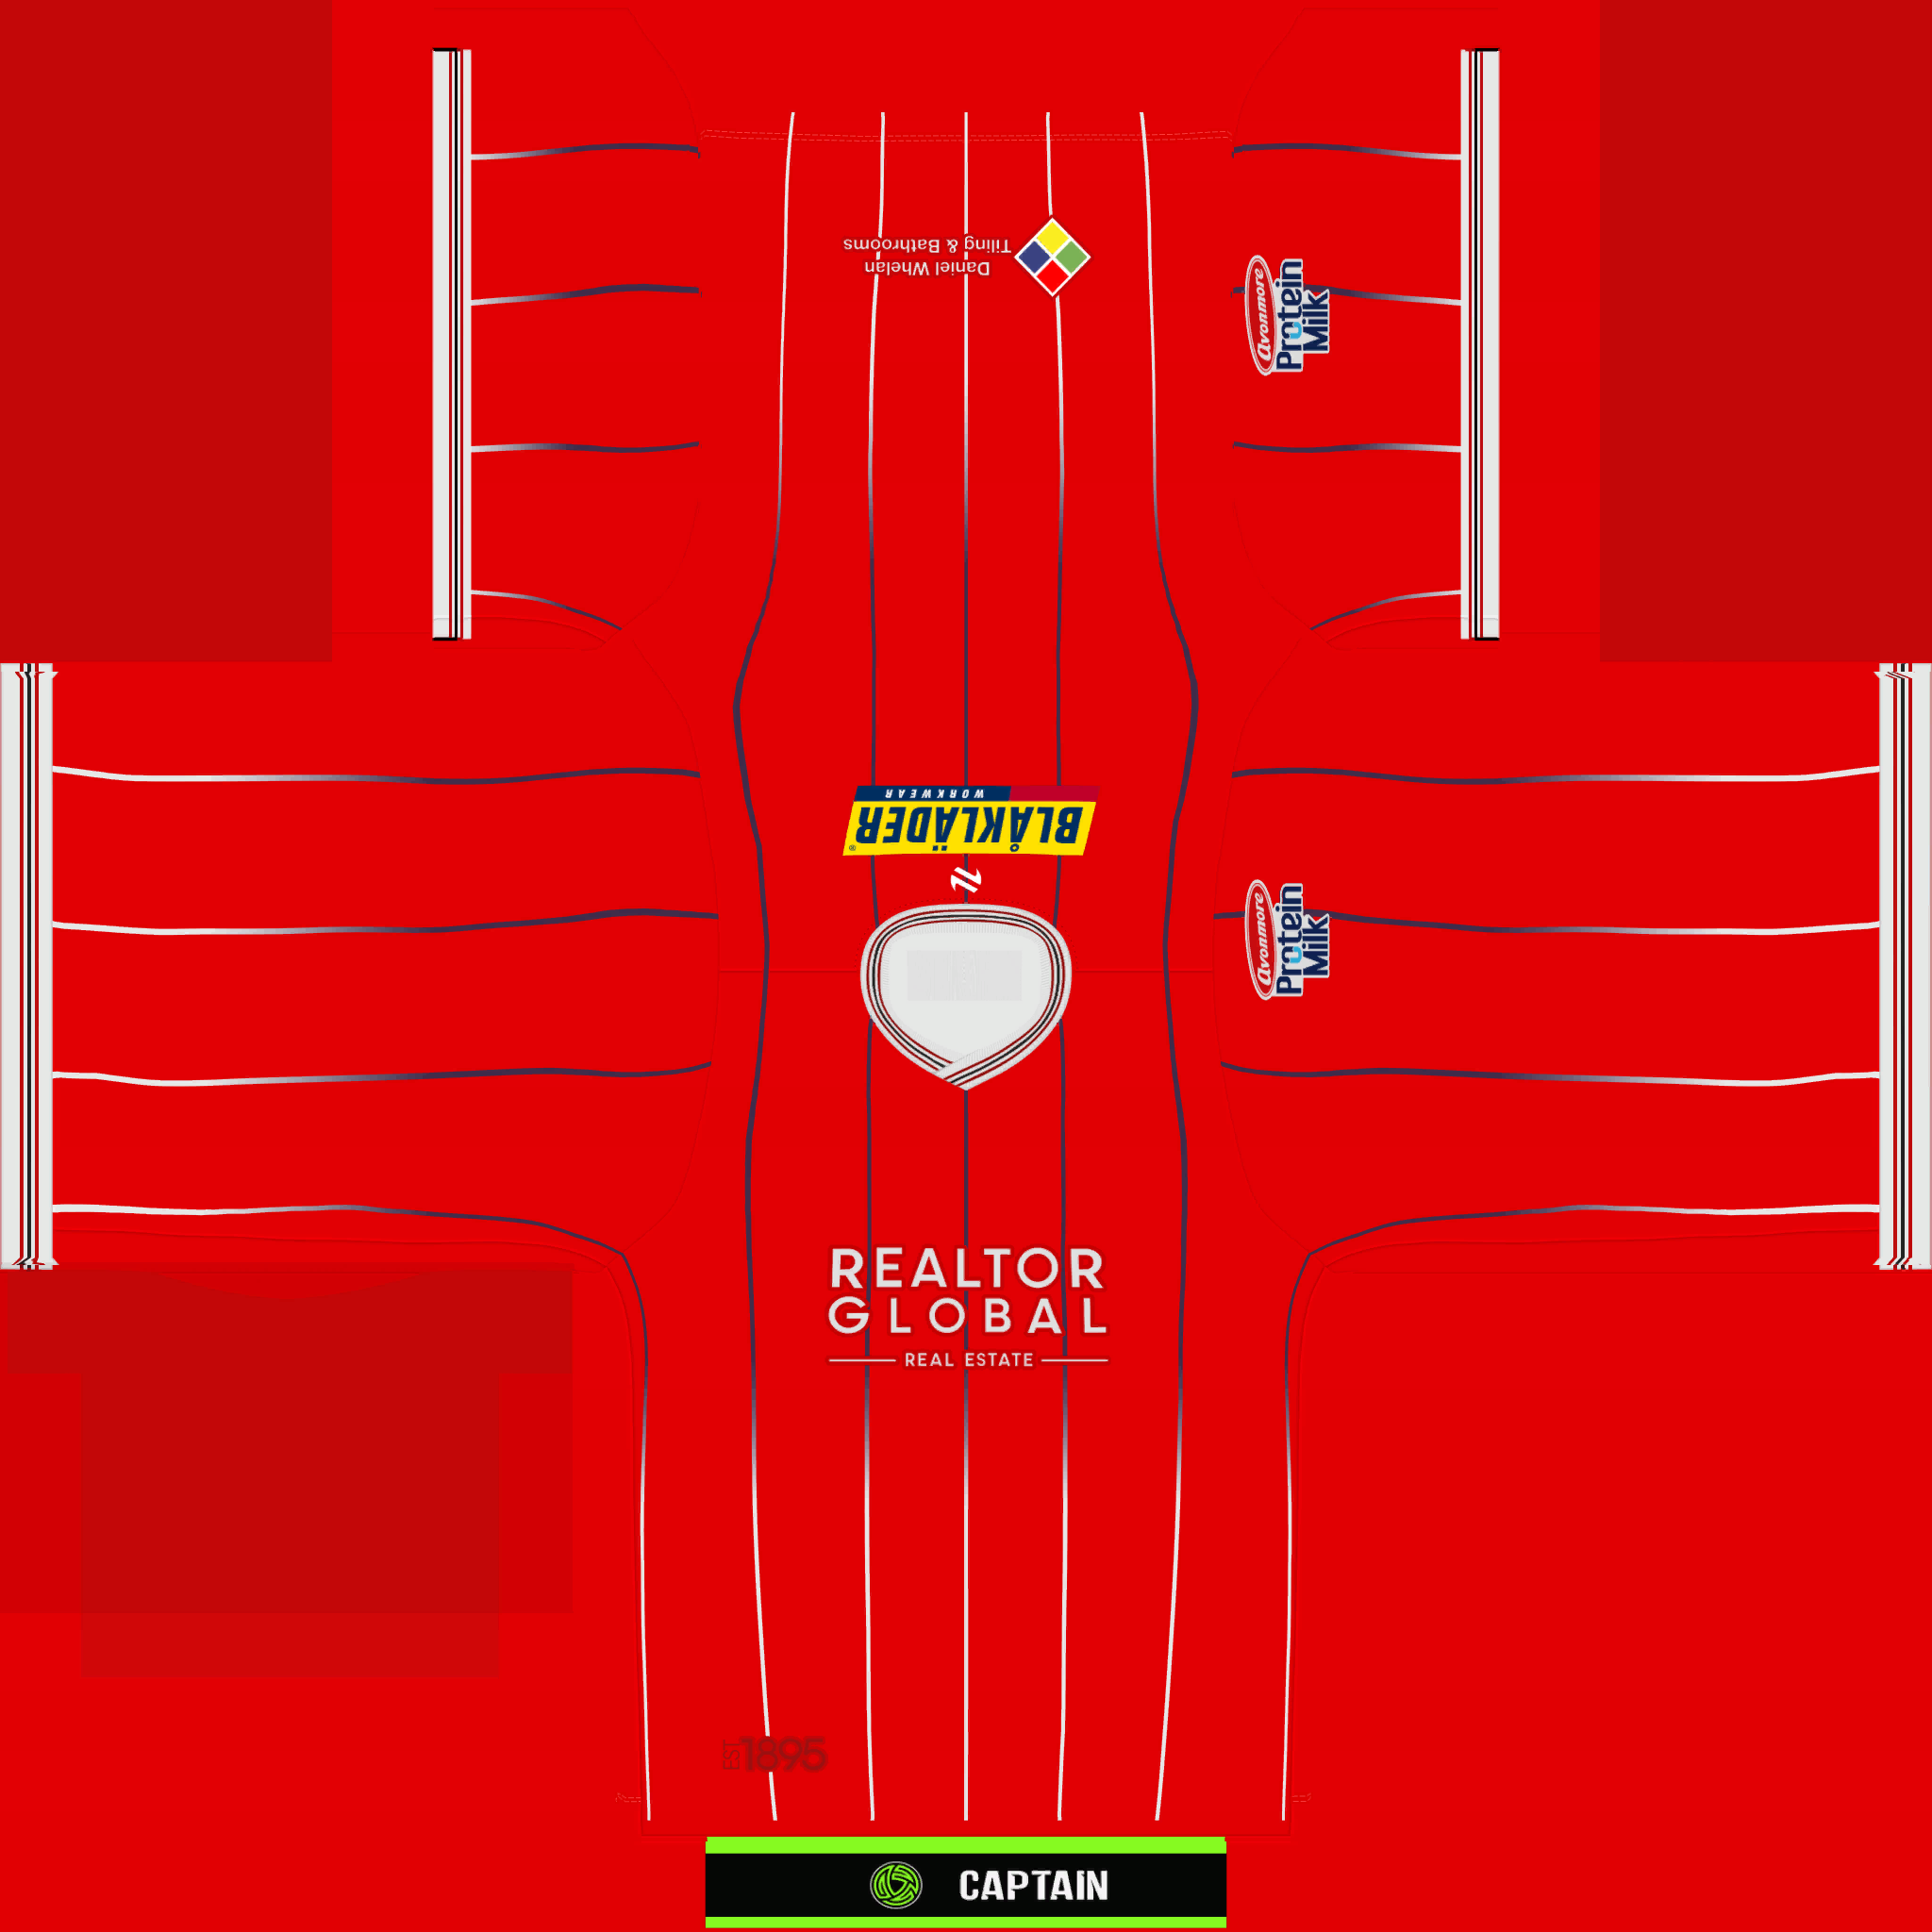 Daniel Whelan
Tiling & Bathrooms
Avonmore
Protein
Milk
BLÅKLÄDER®
WORKWEAR
Avonmore
Protein
Milk
REALTOR
GLOBAL
REAL ESTATE
EST 1895
CAPTAIN